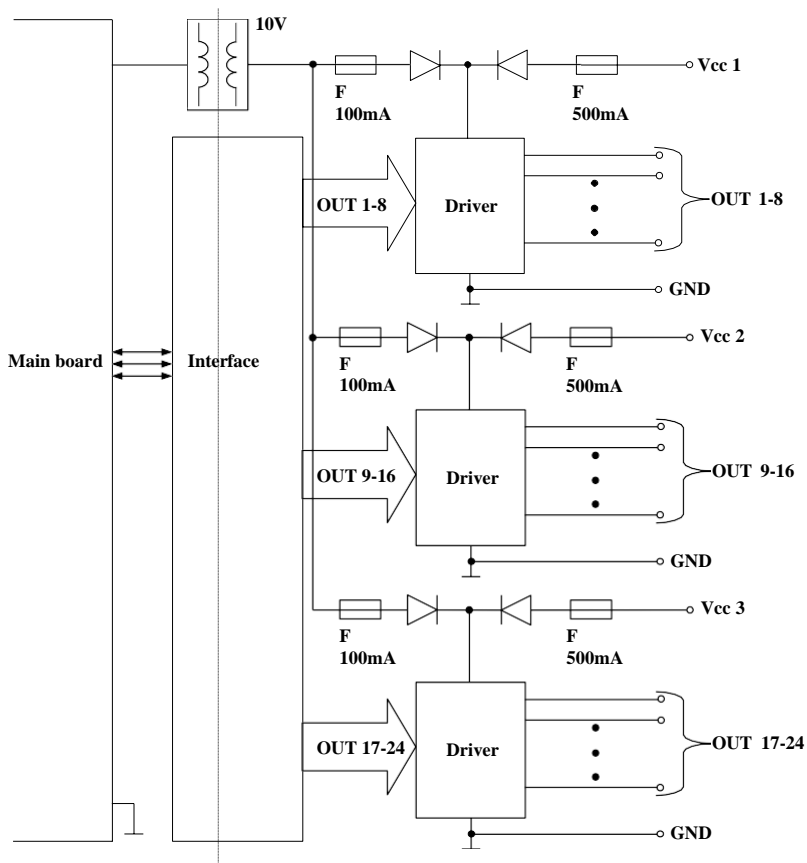 10V
Vcc 1
F
100mA
F
500mA
OUT 1-8
Driver
OUT 1-8
GND
Main board
Interface
Vcc 2
F
100mA
F
500mA
OUT 9-16
Driver
OUT 9-16
GND
Vcc 3
F
100mA
F
500mA
OUT 17-24
Driver
OUT 17-24
GND